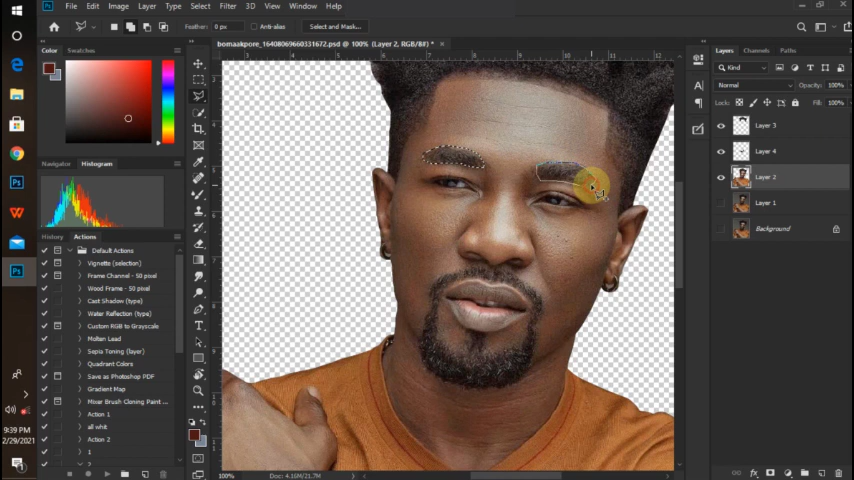 Ps File Edit Image Layer Type Select Filter 3D View Window Help
Feather: 0 px Anti-alias Select and Mask...
bomaakpore_16408069660331672.psd @ 100% (Layer 2, RGB/8#) *
Color Swatches
Navigator Histogram
History Actions
Default Actions
Vignette (selection)
Frame Channel - 50 pixel
Wood Frame - 50 pixel
Cast Shadow (type)
Water Reflection (type)
Custom RGB to Grayscale
Molten Lead
Sepia Toning (layer)
Quadrant Colors
Save as Photoshop PDF
Gradient Map
Mixer Brush Cloning Paint ...
Action 1
all whit
Action 2
1
2
100% Doc: 4.16M/21.7M
Layers Channels Paths
Kind
Normal Opacity: 100%
Lock: Fill: 100%
Layer 3
Layer 4
Layer 2
Layer 1
Background
9:39 PM
2/29/2021